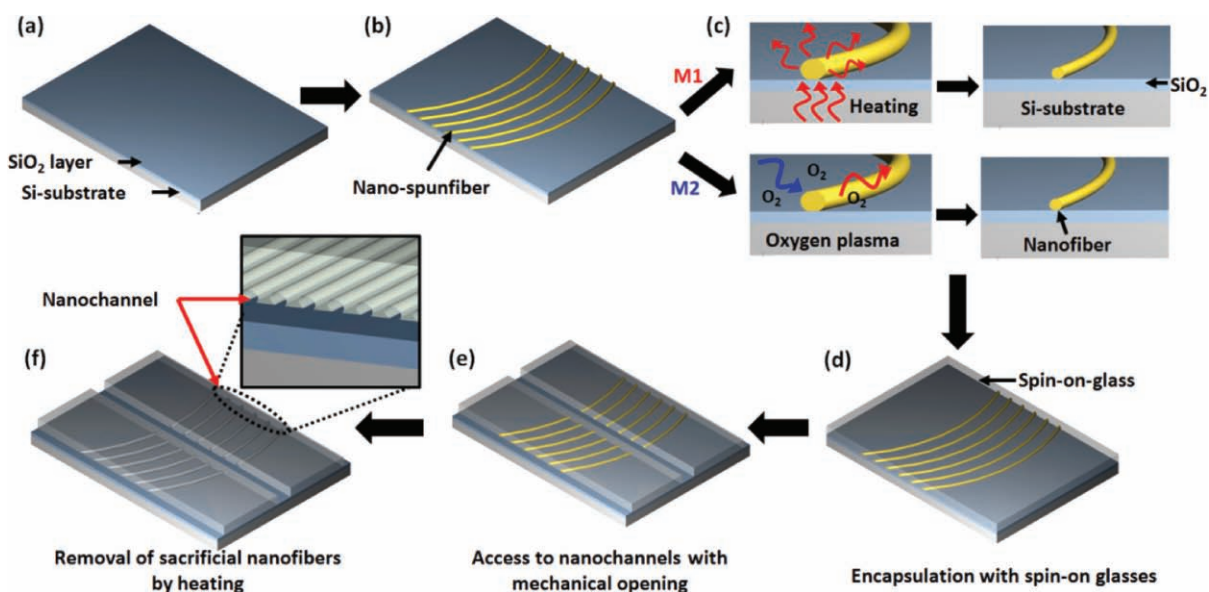 (a)
SiO₂ layer
Si-substrate
(b)
Nano-spunfiber
M1
M2
(c)
Heating
SiO₂
Si-substrate
O₂
O₂
O₂
Oxygen plasma
Nanofiber
Nanochannel
(f)
Removal of sacrificial nanofibers
by heating
(e)
Access to nanochannels with
mechanical opening
(d)
Spin-on-glass
Encapsulation with spin-on glasses